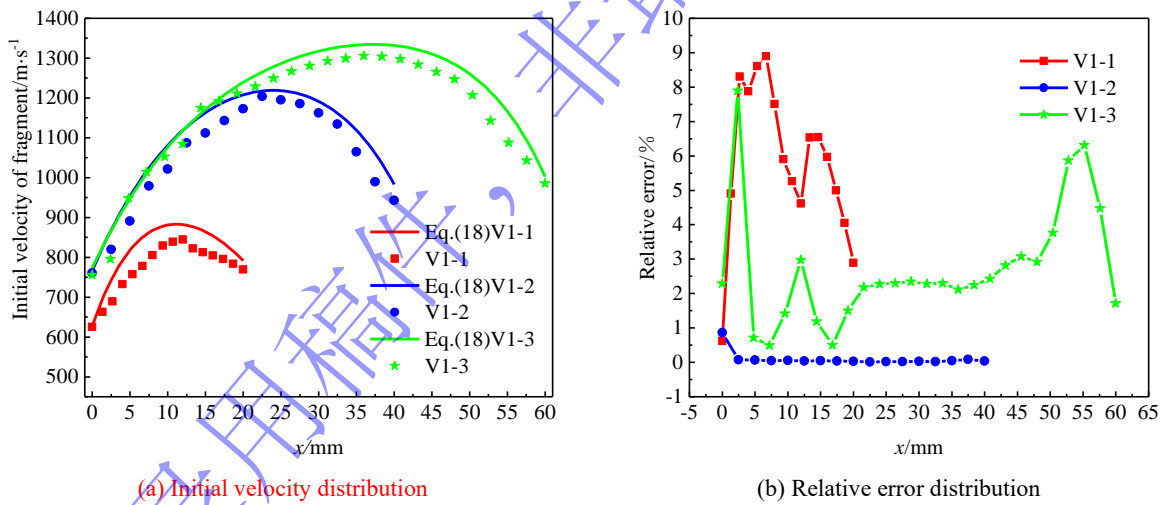 1400
1300
1200
1100
1000
900
800
700
600
500
Initial velocity of fragment/m·s⁻¹
Eq.(18)V1-1
V1-1
Eq.(18)V1-2
V1-2
Eq.(18)V1-3
V1-3
0 5 10 15 20 25 30 35 40 45 50 55 60
x/mm
(a) Initial velocity distribution
10
9
8
7
6
5
4
3
2
1
0
-1
Relative error/%
V1-1
V1-2
V1-3
-5 0 5 10 15 20 25 30 35 40 45 50 55 60 65
x/mm
(b) Relative error distribution
用稿件，非